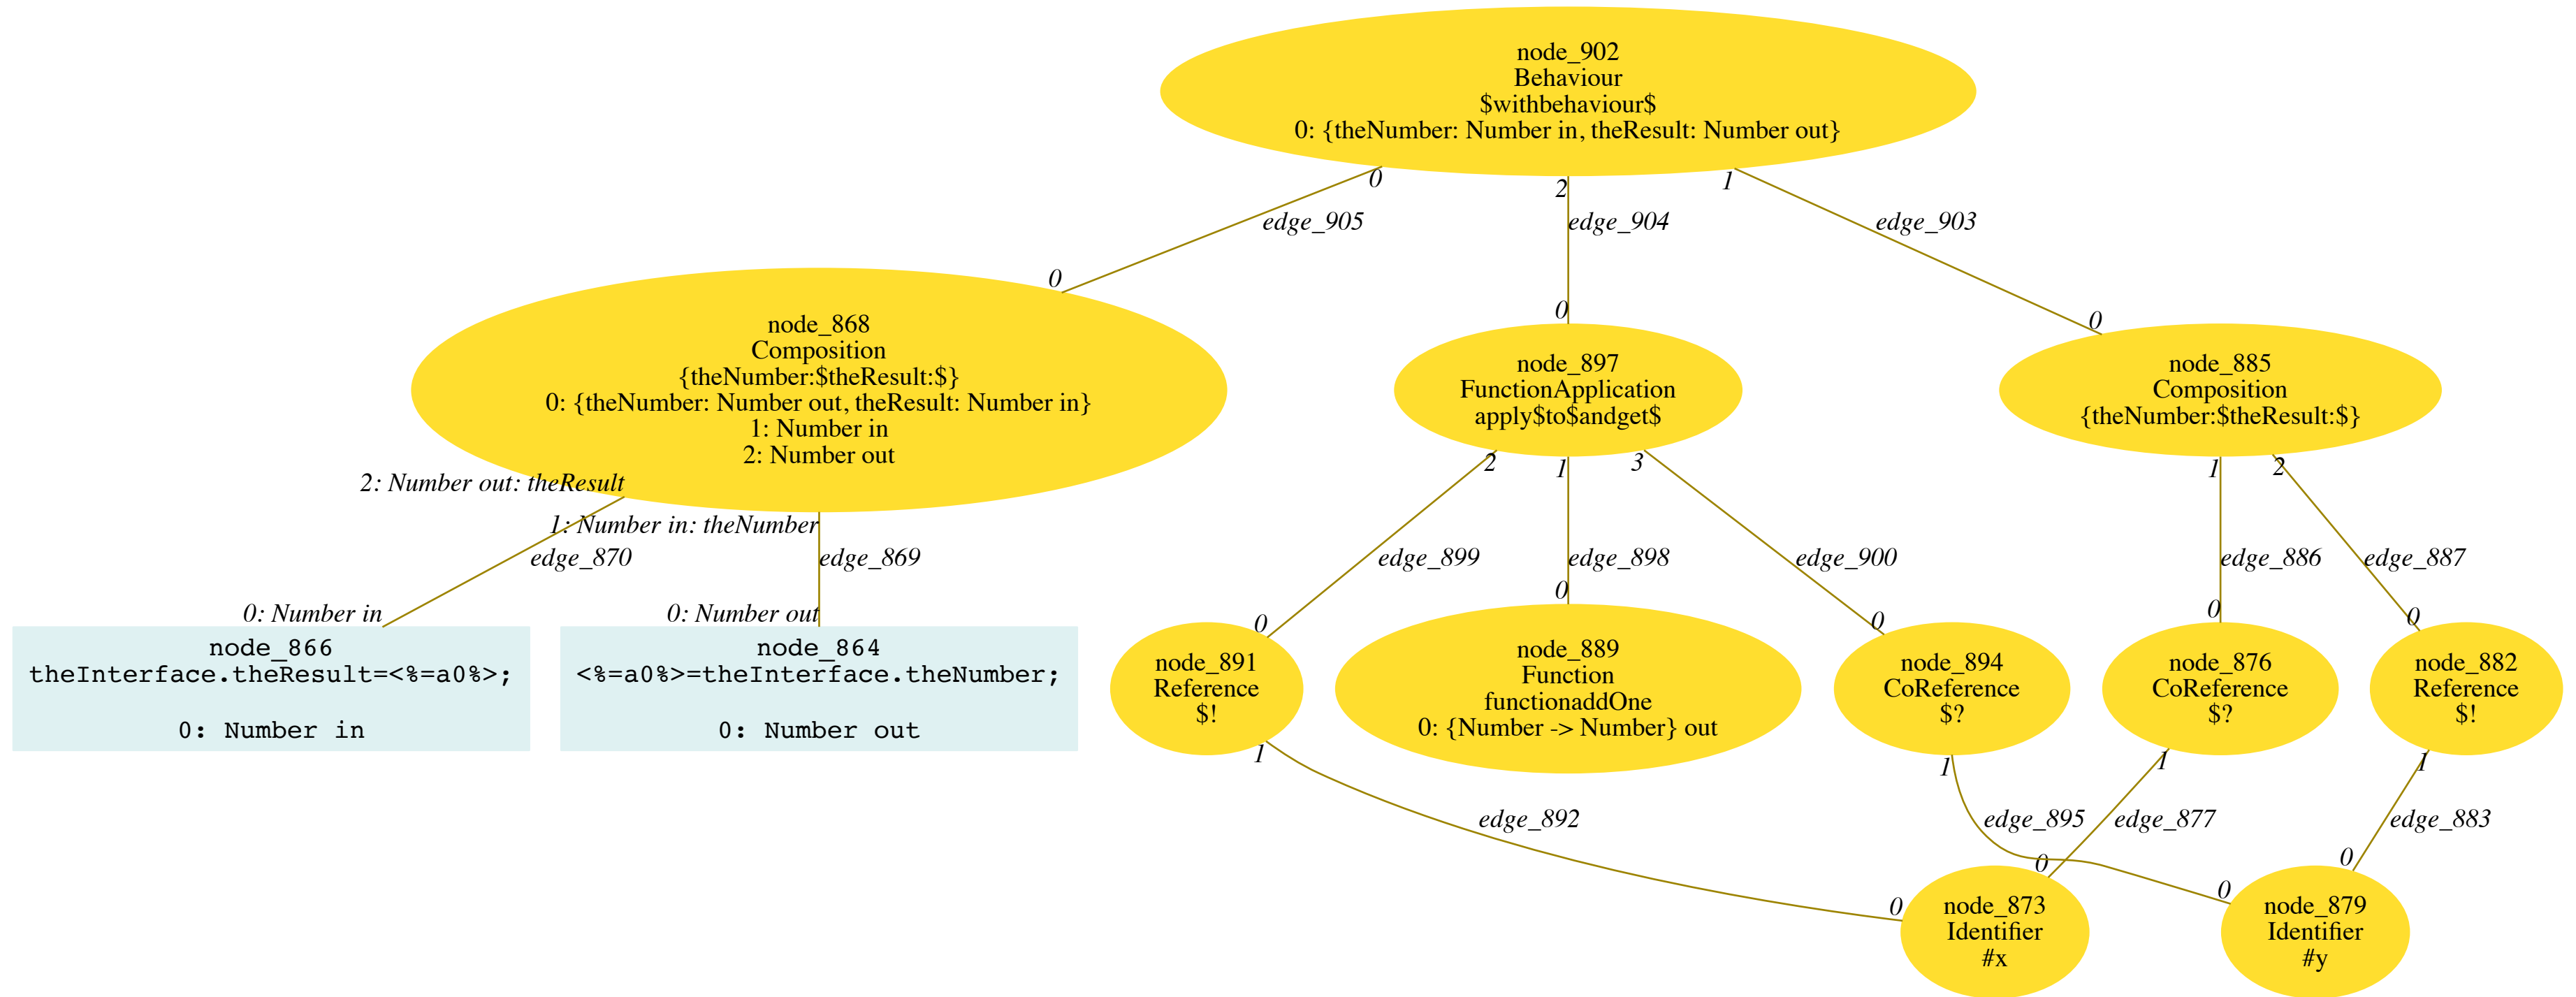 node_902
Behaviour
$withbehaviour$
0: {theNumber: Number in, theResult: Number out}
0
2
1
edge_905
edge_904
edge_903
0
0
0
node_868
Composition
{theNumber:$theResult:$}
0: {theNumber: Number out, theResult: Number in}
1: Number in
2: Number out
node_897
FunctionApplication
apply$to$andget$
node_885
Composition
{theNumber:$theResult:$}
2: Number out: theResult
1: Number in: theNumber
2
1
3
1
2
edge_870
edge_869
edge_899
edge_898
edge_900
edge_886
edge_887
0: Number in
0: Number out
0
0
0
0
0
node_866
theInterface.theResult=<%=a0%>;
0: Number in
node_864
<%=a0%>=theInterface.theNumber;
0: Number out
node_891
Reference
$!
node_889
Function
functionaddOne
0: {Number -> Number} out
node_894
CoReference
$?
node_876
CoReference
$?
node_882
Reference
$!
1
1
1
1
edge_892
edge_895
edge_877
edge_883
0
0
0
0
node_873
Identifier
#x
node_879
Identifier
#y